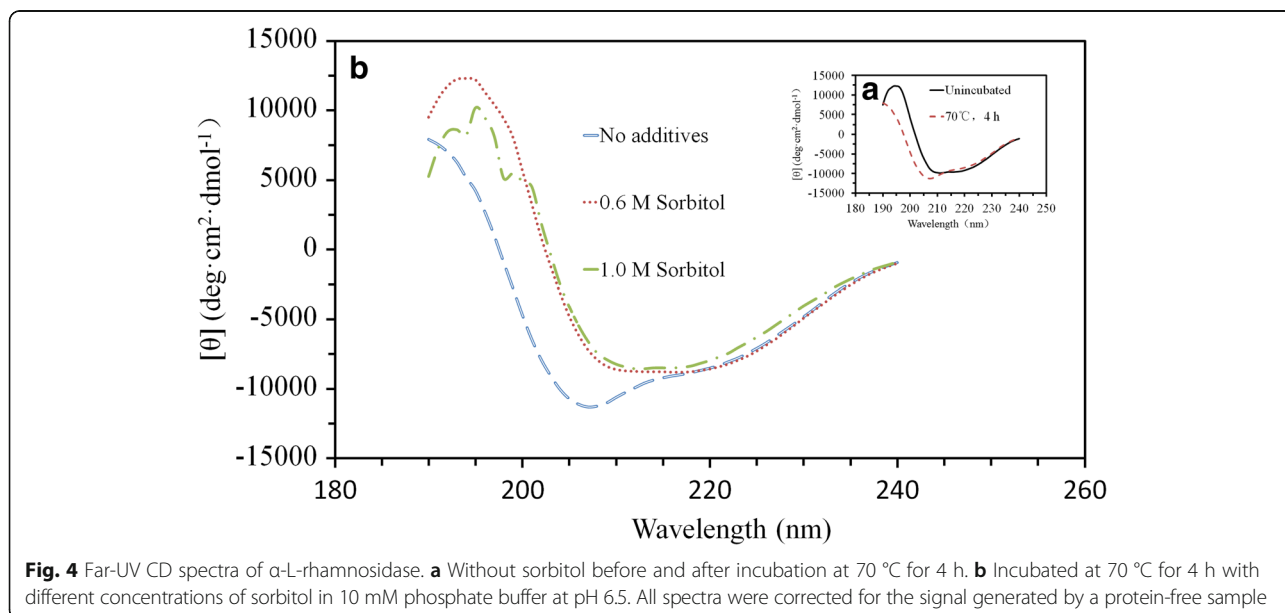 b
15000
10000
5000
0
-5000
-10000
-15000
[θ] (deg·cm²·dmol⁻¹)
180
200
220
240
260
Wavelength (nm)
No additives
0.6 M Sorbitol
1.0 M Sorbitol
a
15000
10000
5000
0
-5000
-10000
-15000
[θ] (deg·cm²·dmol⁻¹)
180 190 200 210 220 230 240 250
Wavelength（nm）
Unincubated
70℃，4 h
Fig. 4 Far-UV CD spectra of α-L-rhamnosidase. a Without sorbitol before and after incubation at 70 °C for 4 h. b Incubated at 70 °C for 4 h with
different concentrations of sorbitol in 10 mM phosphate buffer at pH 6.5. All spectra were corrected for the signal generated by a protein-free sample